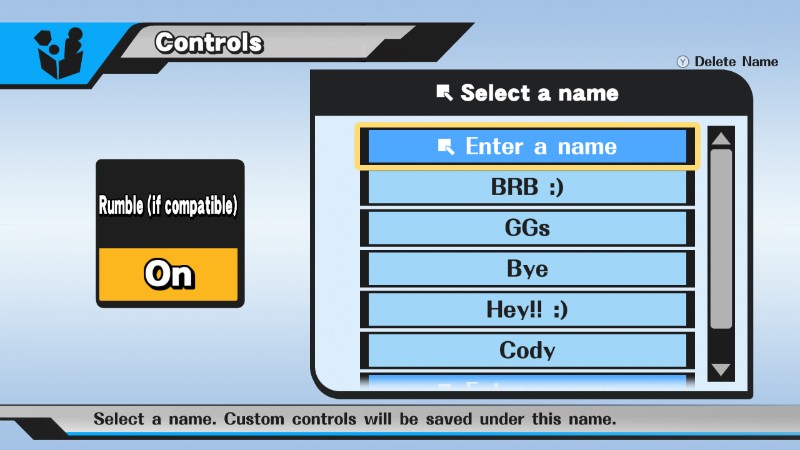 Controls
Ⓨ Delete Name
Select a name
Enter a name
BRB :)
Rumble (if compatible)
GGs
On
Bye
Hey!! :)
Cody
Select a name. Custom controls will be saved under this name.